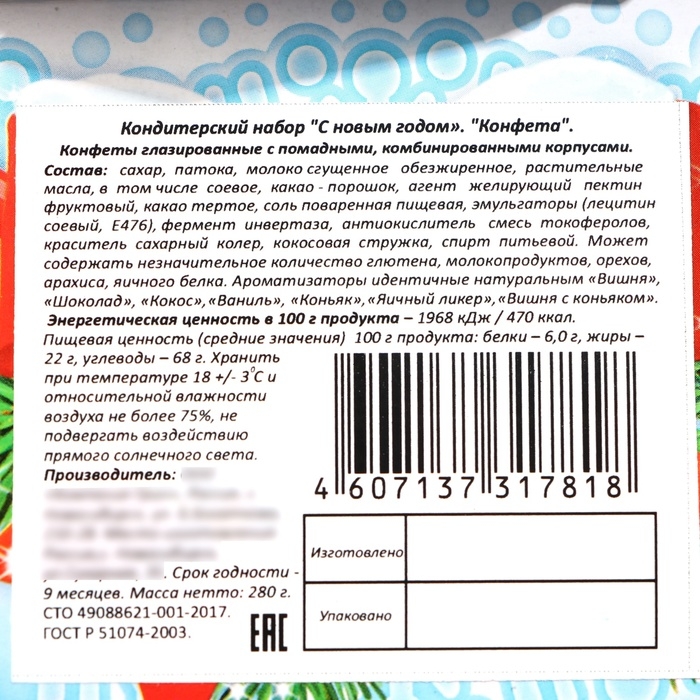 Кондитерский набор "С новым годом». "Конфета".
Конфеты глазированные с помадными, комбинированными корпусами.
Состав: сахар, патока, молоко сгущенное обезжиренное, растительные
масла, в том числе соевое, какао - порошок, агент желирующий пектин
фруктовый, какао тертое, соль поваренная пищевая, эмульгаторы (лецитин
соевый, Е476), фермент инвертаза, антиокислитель смесь токоферолов,
краситель сахарный колер, кокосовая стружка, спирт питьевой. Может
содержать незначительное количество глютена, молокопродуктов, орехов,
арахиса, яичного белка. Ароматизаторы идентичные натуральным «Вишня»,
«Шоколад», «Кокос», «Ваниль», «Коньяк», «Яичный ликер», «Вишня с коньяком».
Энергетическая ценность в 100 г продукта – 1968 кДж / 470 ккал.
Пищевая ценность (средние значения) 100 г продукта: белки – 6,0 г, жиры –
22 г, углеводы – 68 г. Хранить
при температуре 18 +/- 3⁰С и
относительной влажности
воздуха не более 75%, не
подвергать воздействию
прямого солнечного света.
Производитель:
. Срок годности -
9 месяцев. Масса нетто: 280 г.
СТО 49088621-001-2017.
ГОСТ Р 51074-2003.
EAC
4 607137 317818
Изготовлено
Упаковано